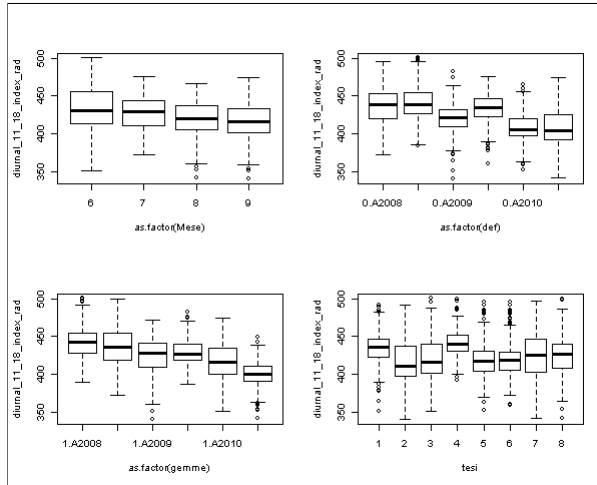 diurnal_11_18_index_rad
500
450
400
350
6 7 8 9
as.factor(Mese)
diurnal_11_18_index_rad
500
450
400
350
0.A2008 0.A2009 0.A2010
as.factor(def)
diurnal_11_18_index_rad
500
450
400
350
1.A2008 1.A2009 1.A2010
as.factor(gemme)
diurnal_11_18_index_rad
500
450
400
350
1 2 3 4 5 6 7 8
tesi